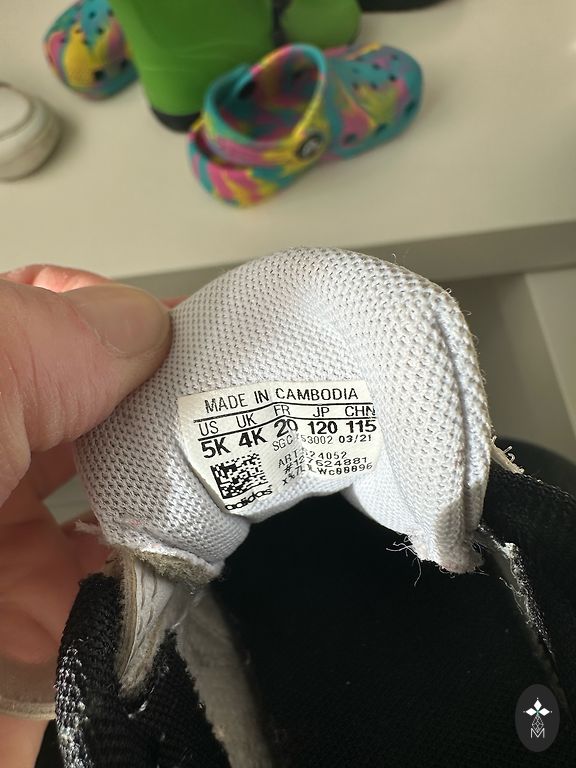 MADE IN CAMBODIA
US UK FR JP CHN
5K 4K 20 120 115
03/21
adidas
M